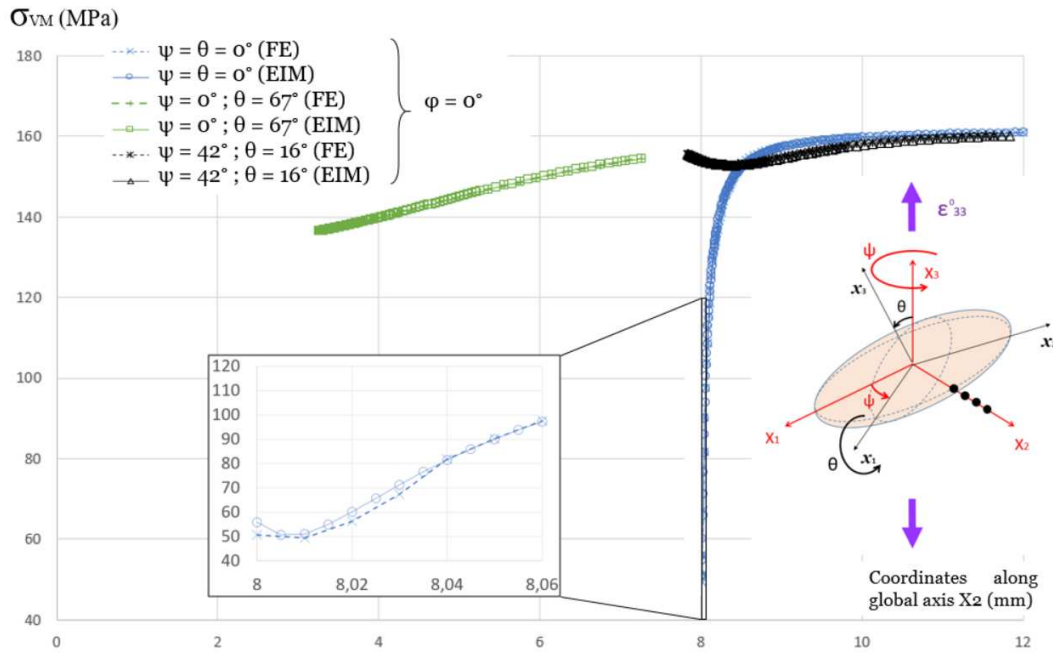 σVM (MPa)
180
160
140
120
100
80
60
40
0
2
4
6
8
10
12
ψ = θ = 0° (FE)
ψ = θ = 0° (EIM)
ψ = 0° ; θ = 67° (FE)
ψ = 0° ; θ = 67° (EIM)
ψ = 42° ; θ = 16° (FE)
ψ = 42° ; θ = 16° (EIM)
φ = 0°
120
110
100
90
80
70
60
50
40
8
8,02
8,04
8,06
ε°33
ψ
X3
x3
θ
ψ
X1
x1
X2
θ
Coordinates along
global axis X2 (mm)